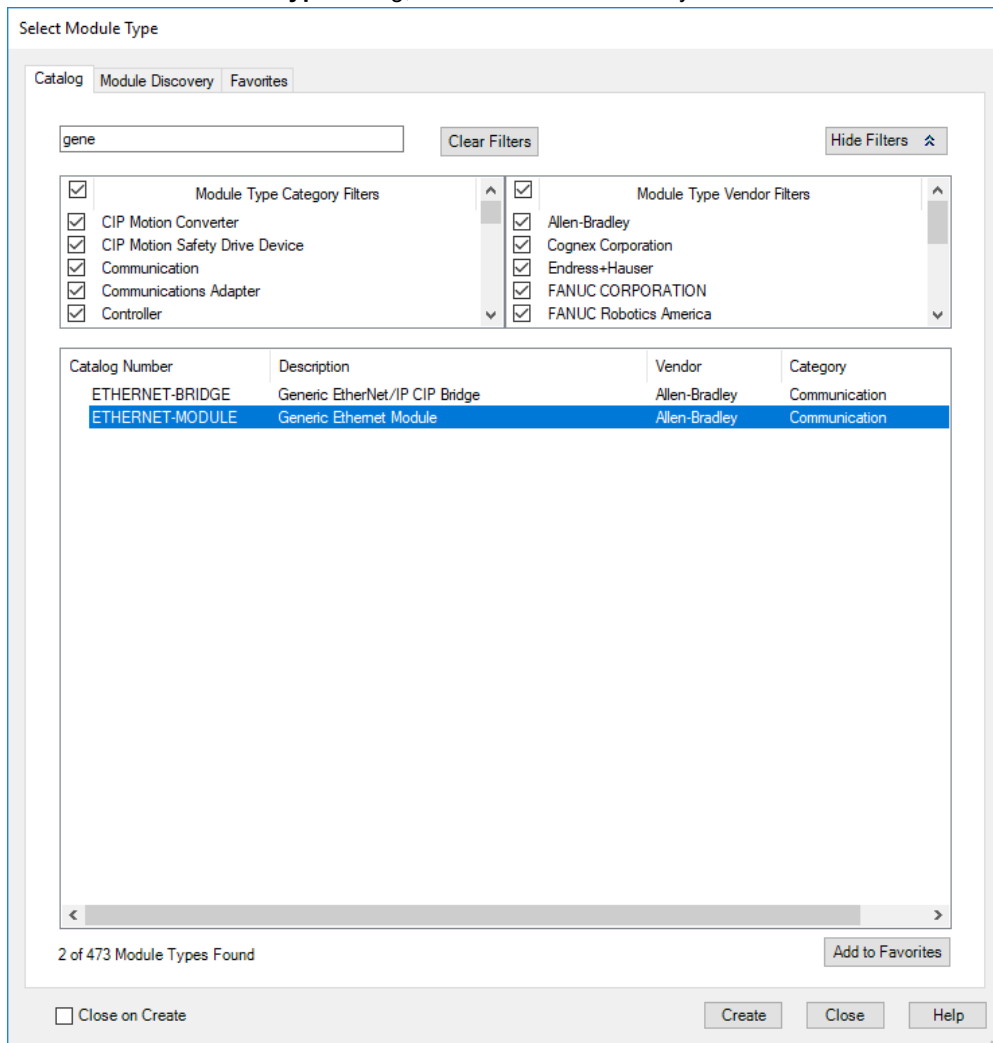 Select Module Type
Catalog Module Discovery Favorites
gene Clear Filters Hide Filters
Module Type Category Filters Module Type Vendor Filters
CIP Motion Converter Allen-Bradley
CIP Motion Safety Drive Device Cognex Corporation
Communication Endress+Hauser
Communications Adapter FANUC CORPORATION
Controller FANUC Robotics America
Catalog Number Description Vendor Category
ETHERNET-BRIDGE Generic EtherNet/IP CIP Bridge Allen-Bradley Communication
ETHERNET-MODULE Generic Ethernet Module Allen-Bradley Communication
2 of 473 Module Types Found Add to Favorites
Close on Create Create Close Help